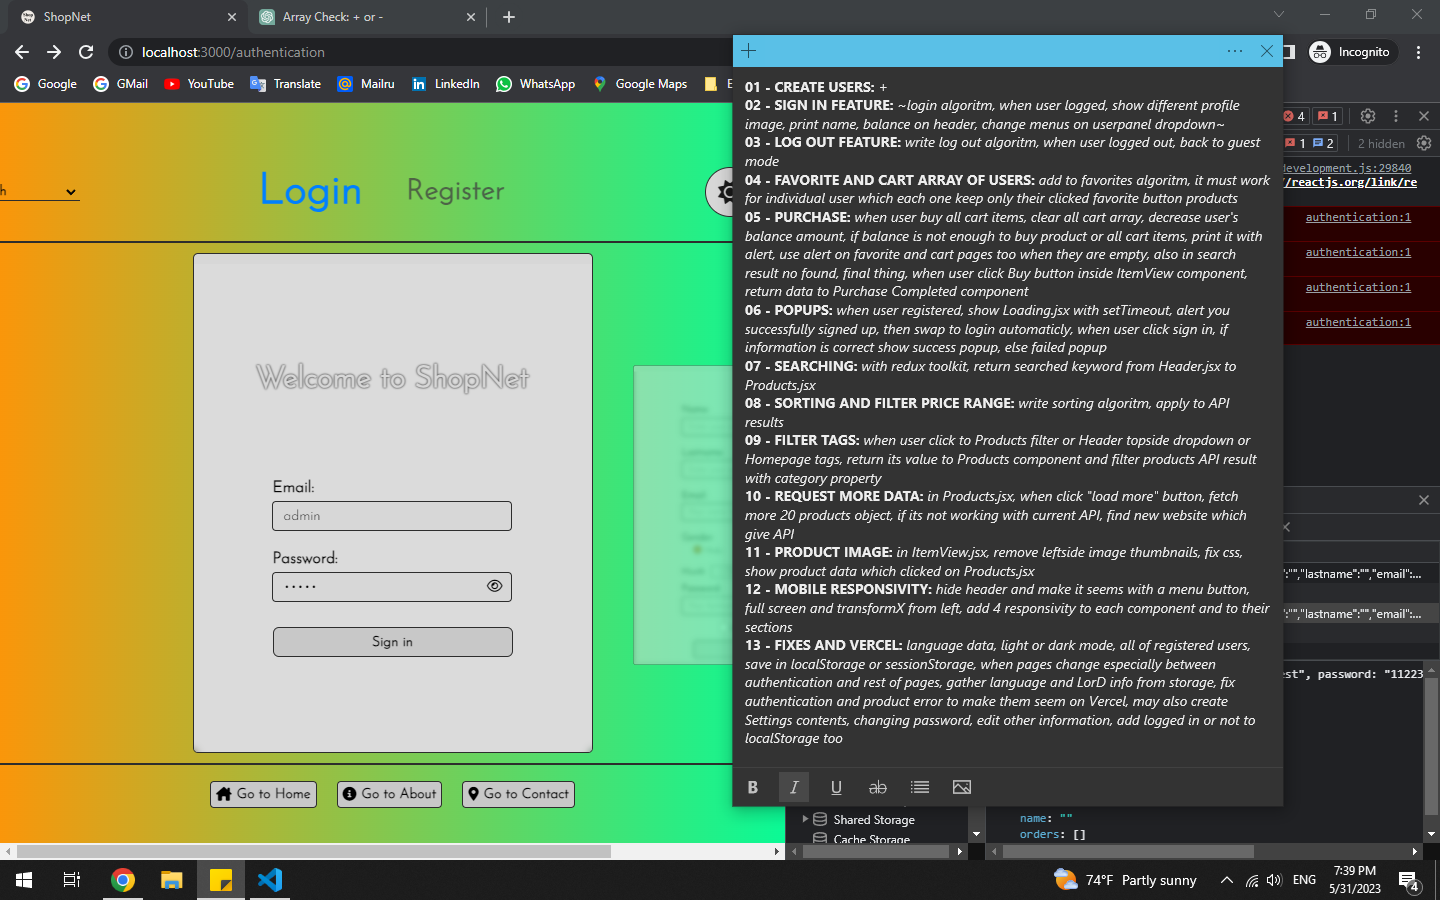 ShopNet
Array Check: + or -
localhost:3000/authentication
Incognito
Google
GMail
YouTube
Translate
Mailru
LinkedIn
WhatsApp
Google Maps
E
h
Login
Register
Welcome to ShopNet
Email:
admin
Password:
Sign in
Go to Home
Go to About
Go to Contact
01 - CREATE USERS: +
02 - SIGN IN FEATURE: ~login algoritm, when user logged, show different profile
image, print name, balance on header, change menus on userpanel dropdown~
03 - LOG OUT FEATURE: write log out algoritm, when user logged out, back to guest
mode
04 - FAVORITE AND CART ARRAY OF USERS: add to favorites algoritm, it must work
for individual user which each one keep only their clicked favorite button products
05 - PURCHASE: when user buy all cart items, clear all cart array, decrease user's
balance amount, if balance is not enough to buy product or all cart items, print it with
alert, use alert on favorite and cart pages too when they are empty, also in search
result no found, final thing, when user click Buy button inside ItemView component,
return data to Purchase Completed component
06 - POPUPS: when user registered, show Loading.jsx with setTimeout, alert you
successfully signed up, then swap to login automaticly, when user click sign in, if
information is correct show success popup, else failed popup
07 - SEARCHING: with redux toolkit, return searched keyword from Header.jsx to
Products.jsx
08 - SORTING AND FILTER PRICE RANGE: write sorting algoritm, apply to API
results
09 - FILTER TAGS: when user click to Products filter or Header topside dropdown or
Homepage tags, return its value to Products component and filter products API result
with category property
10 - REQUEST MORE DATA: in Products.jsx, when click "load more" button, fetch
more 20 products object, if its not working with current API, find new website which
give API
11 - PRODUCT IMAGE: in ItemView.jsx, remove leftside image thumbnails, fix css,
show product data which clicked on Products.jsx
12 - MOBILE RESPONSIVITY: hide header and make it seems with a menu button,
full screen and transformX from left, add 4 responsivity to each component and to their
sections
13 - FIXES AND VERCEL: language data, light or dark mode, all of registered users,
save in localStorage or sessionStorage, when pages change especially between
authentication and rest of pages, gather language and LorD info from storage, fix
authentication and product error to make them seem on Vercel, may also create
Settings contents, changing password, edit other information, add logged in or not to
localStorage too
B I U ab
4 1
1 2 2 hidden
development.js:29840
/reactjs.org/link/re
authentication:1
authentication:1
authentication:1
authentication:1
:"","lastname":"","email":...
:"","lastname":"","email":...
est", password: "11223
Shared Storage
Cache Storage
name: ""
orders: []
74°F Partly sunny
ENG
7:39 PM
5/31/2023
4